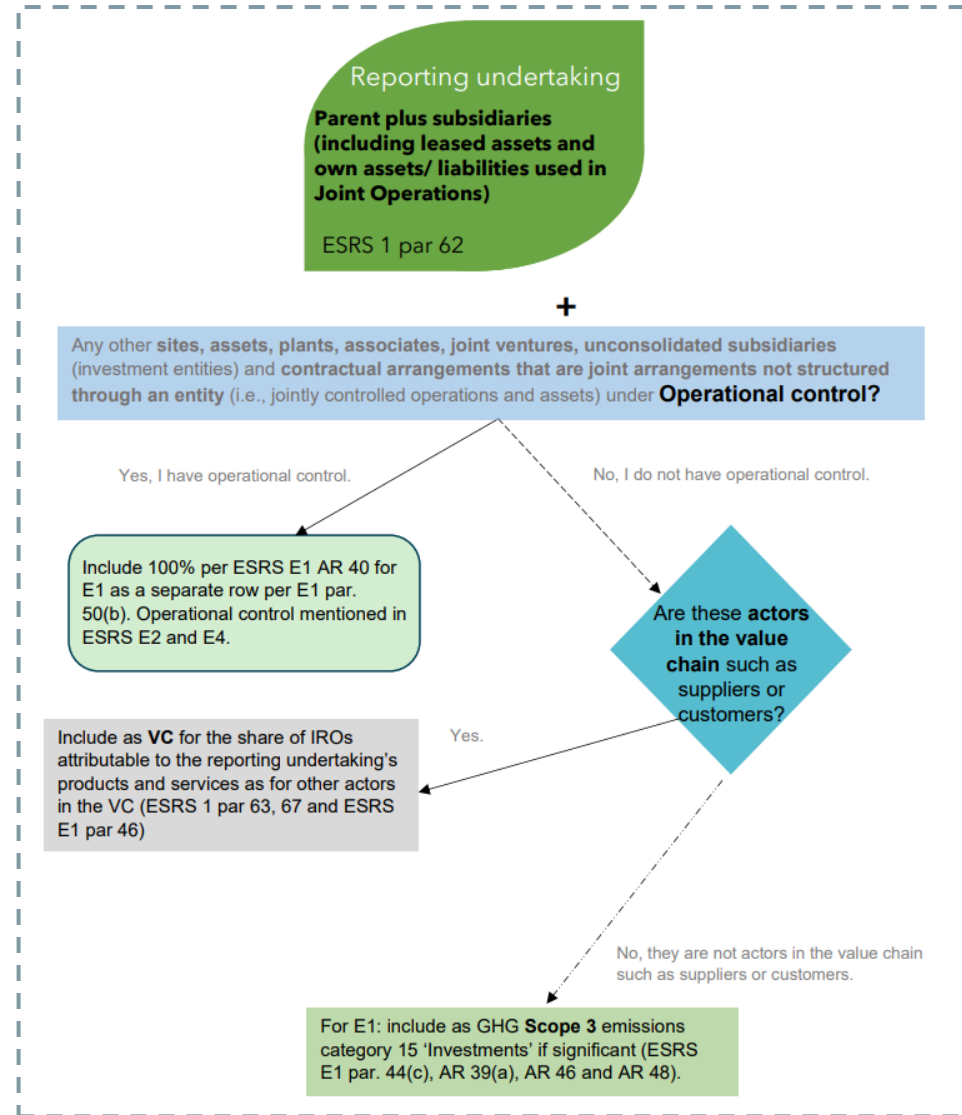 Reporting undertaking
Parent plus subsidiaries
(including leased assets and
own assets/ liabilities used in
Joint Operations)
ESRS 1 par 62
+
Any other sites, assets, plants, associates, joint ventures, unconsolidated subsidiaries
(investment entities) and contractual arrangements that are joint arrangements not structured
through an entity (i.e., jointly controlled operations and assets) under Operational control?
Yes, I have operational control.
No, I do not have operational control.
Include 100% per ESRS E1 AR 40 for
E1 as a separate row per E1 par.
50(b). Operational control mentioned in
ESRS E2 and E4.
Are these actors
in the value
chain such as
suppliers or
customers?
Yes.
Include as VC for the share of IROs
attributable to the reporting undertaking's
products and services as for other actors
in the VC (ESRS 1 par 63, 67 and ESRS
E1 par 46)
No, they are not actors in the value chain
such as suppliers or customers.
For E1: include as GHG Scope 3 emissions
category 15 ‘Investments’ if significant (ESRS
E1 par. 44(c), AR 39(a), AR 46 and AR 48).